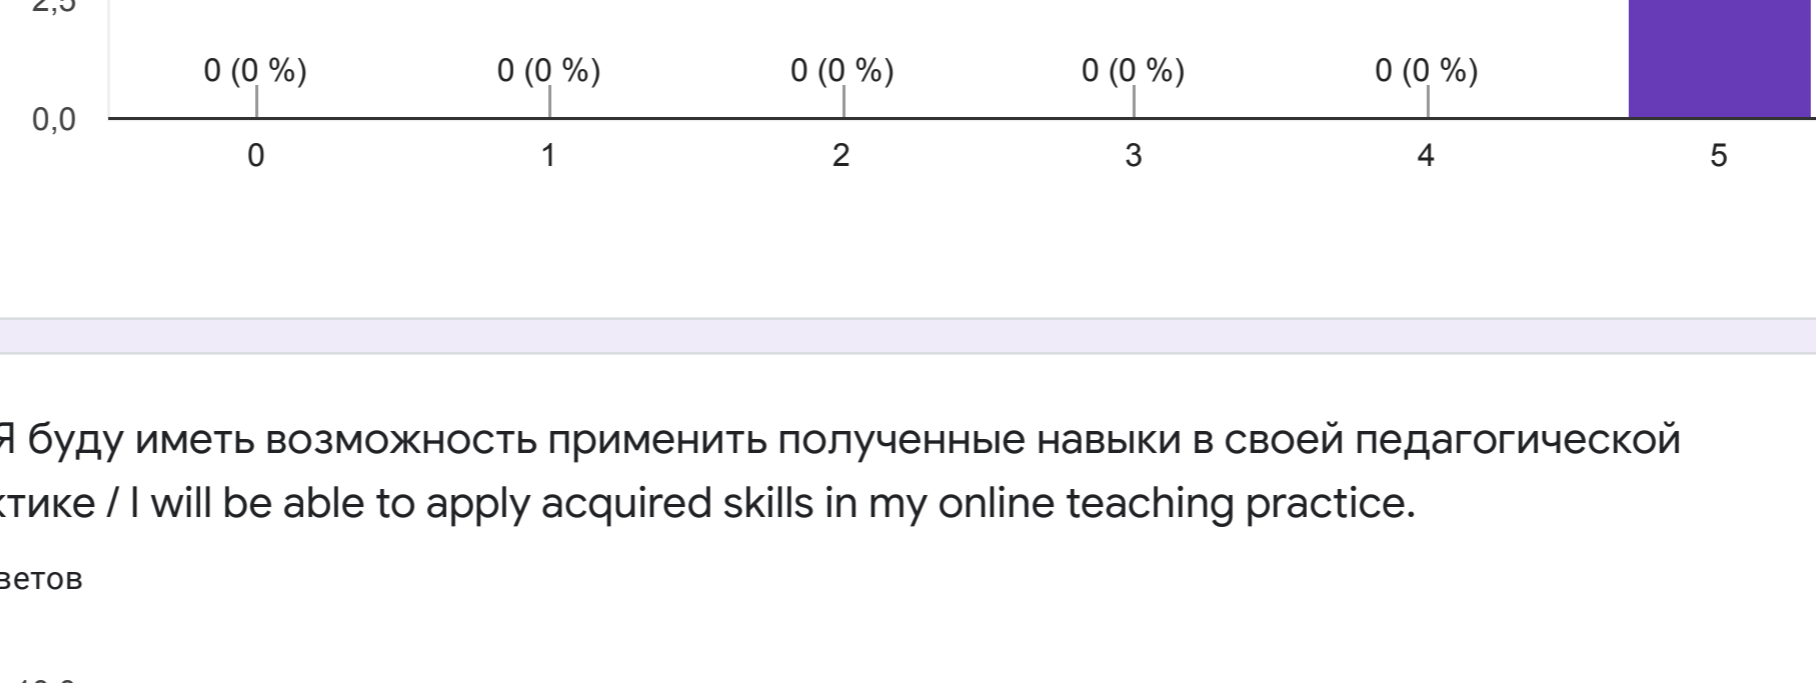 2,5
0 (0 %) 0 (0 %) 0 (0 %) 0 (0 %) 0 (0 %)
0,0
0 1 2 3 4 5
Я буду иметь возможность применить полученные навыки в своей педагогической
ктике / I will be able to apply acquired skills in my online teaching practice.
ветов